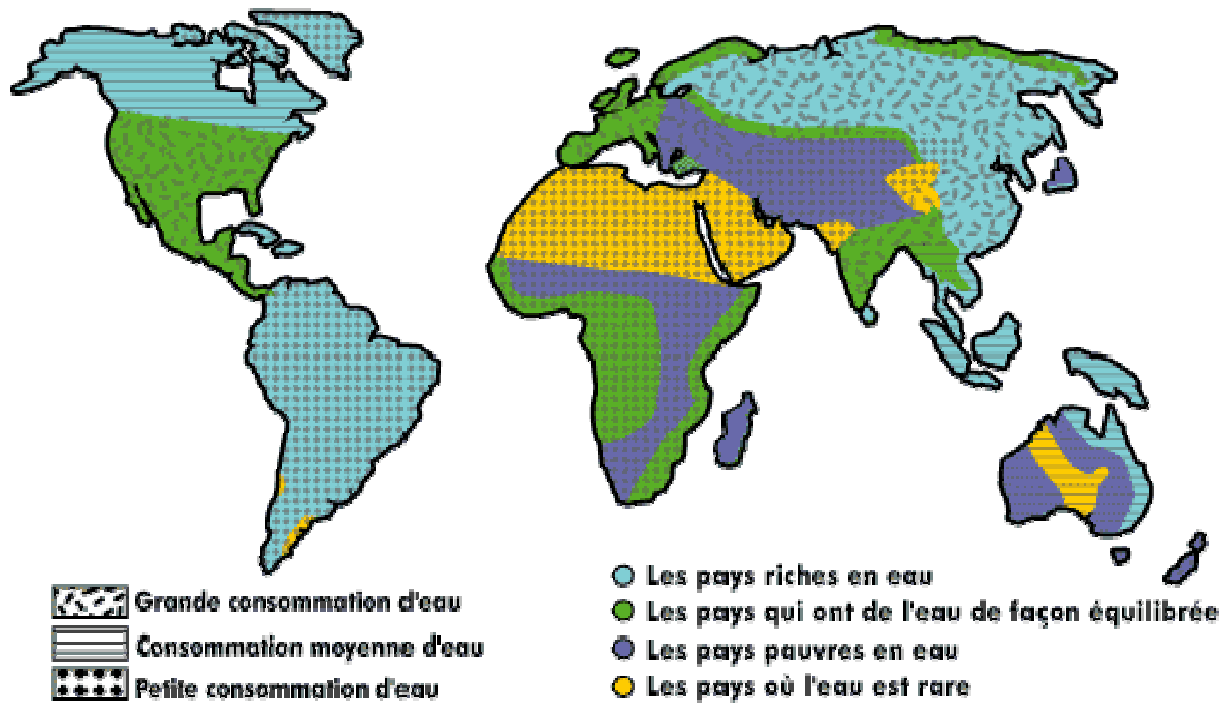 Grande consommation d'eau
Consommation moyenne d'eau
Petite consommation d'eau
Les pays riches en eau
Les pays qui ont de l'eau de façon équilibrée
Les pays pauvres en eau
Les pays où l'eau est rare